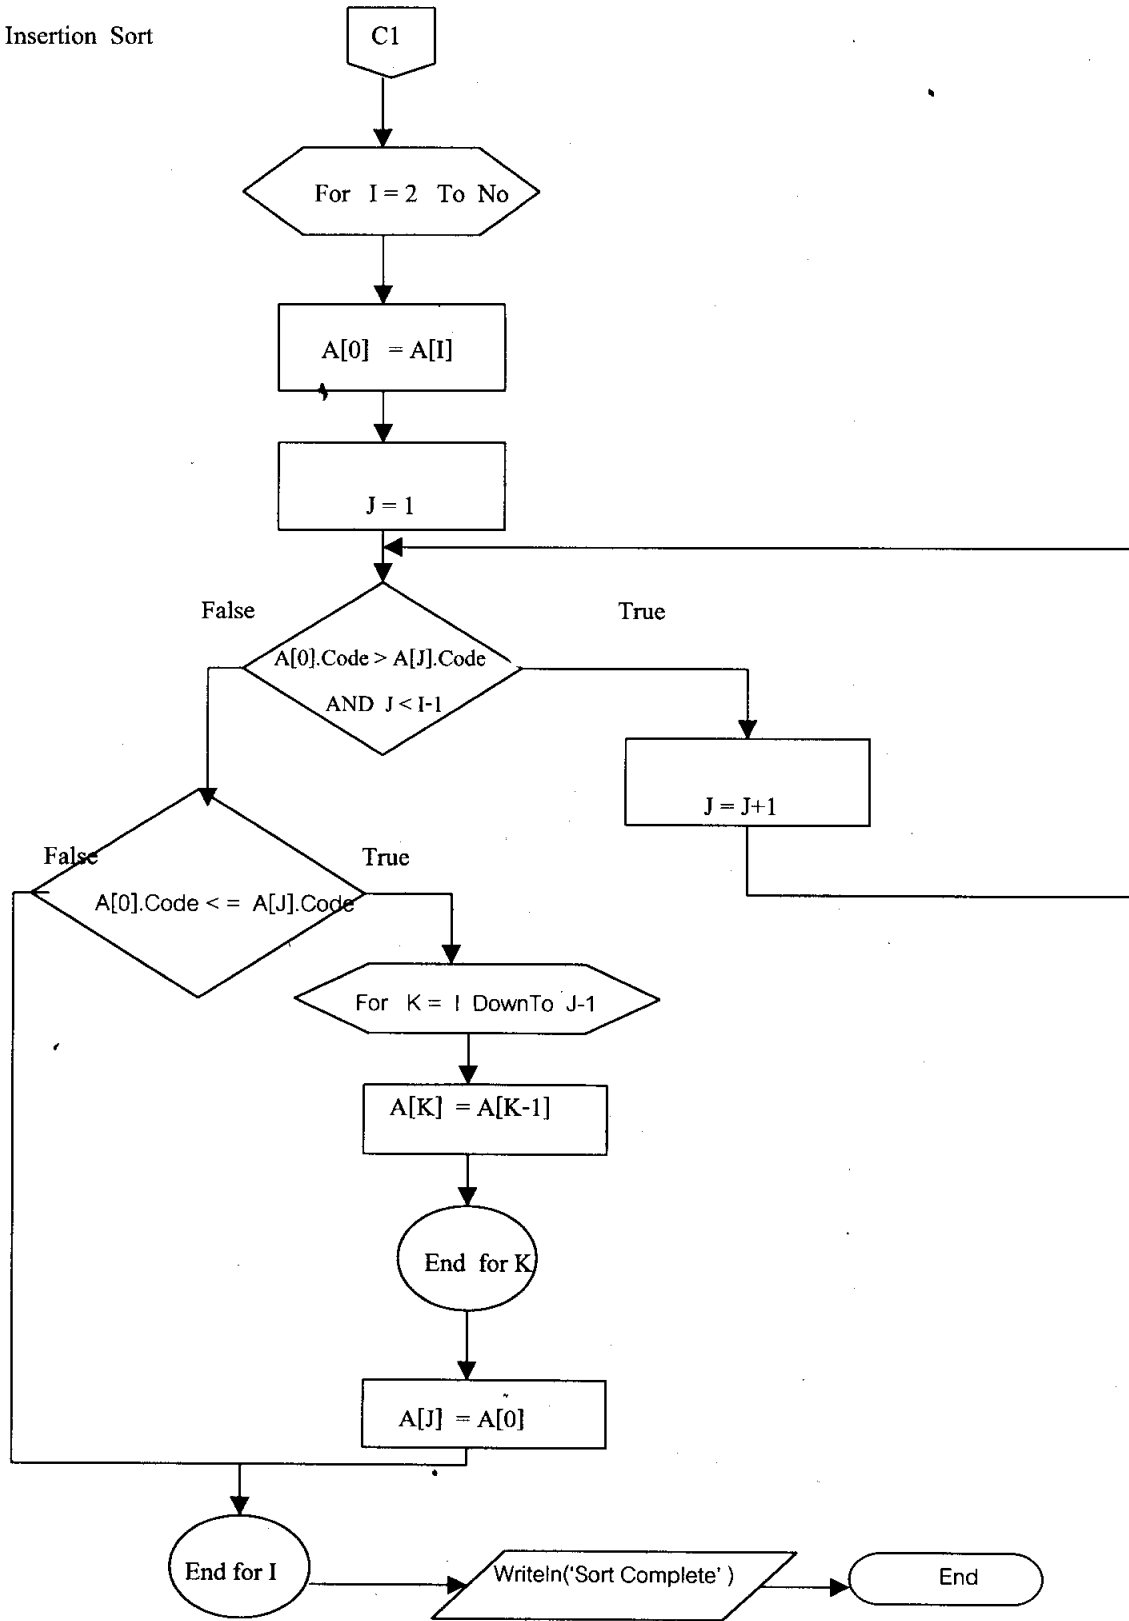 Insertion Sort
C1
For I = 2 To No
A[0] = A[I]
J = 1
False
True
A[0].Code > A[J].Code
AND J < I-1
J = J+1
False
True
A[0].Code < = A[J].Code
For K = I DownTo J-1
A[K] = A[K-1]
End for K
A[J] = A[0]
End for I
Writeln('Sort Complete' )
End